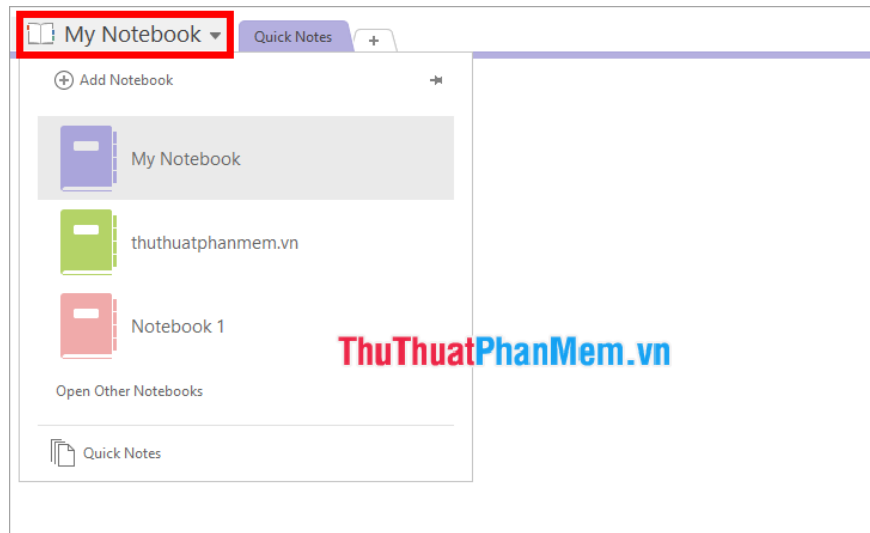 My Notebook
Quick Notes
+
Add Notebook
My Notebook
thuthuatphanmem.vn
Notebook 1
ThuThuatPhanMem.vn
Open Other Notebooks
Quick Notes